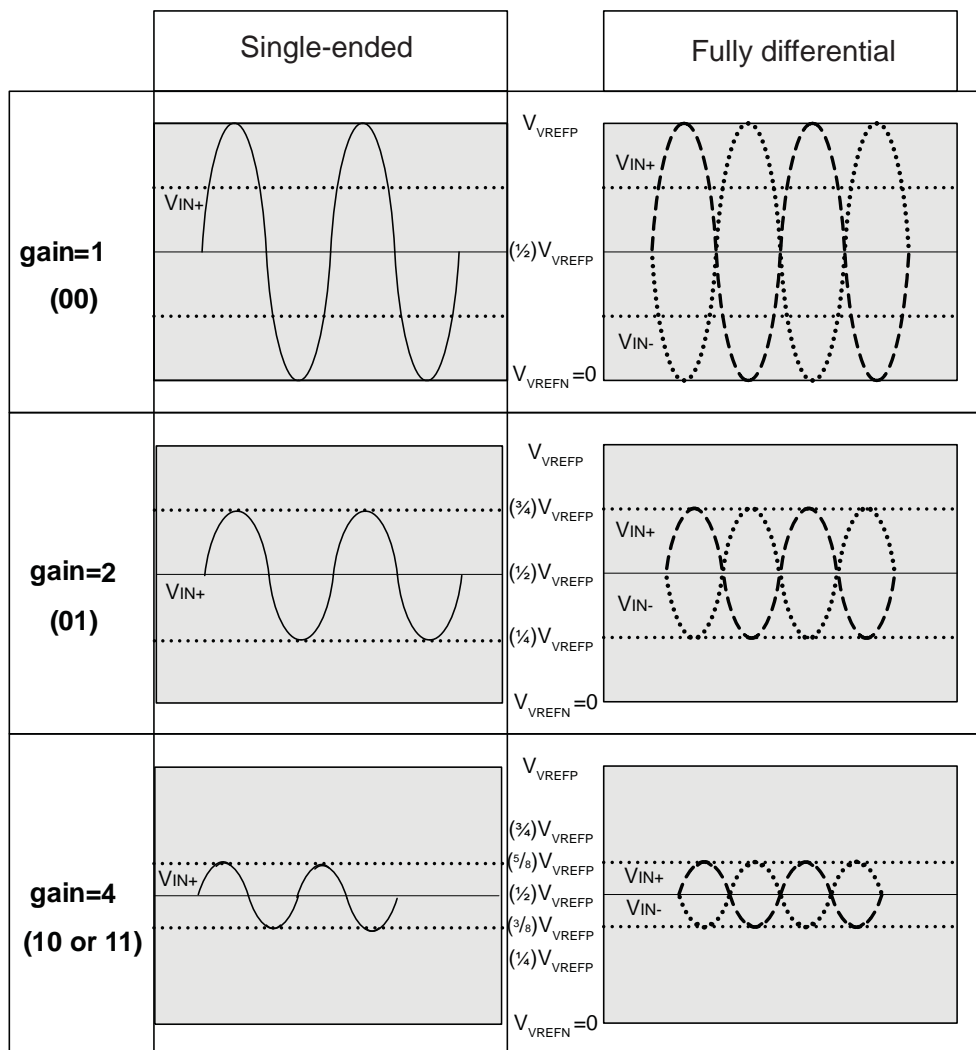 Single-ended
Fully differential
gain=1
(00)
VIN+
VVREFP
(½)VVREFP
VVREFN =0
VIN+
VIN-
gain=2
(01)
VIN+
VVREFP
(¾)VVREFP
(½)VVREFP
(¼)VVREFP
VVREFN =0
VIN+
VIN-
gain=4
(10 or 11)
VIN+
VVREFP
(¾)VVREFP
(⁵/₈)VVREFP
(½)VVREFP
(³/₈)VVREFP
(¼)VVREFP
VVREFN =0
VIN+
VIN-